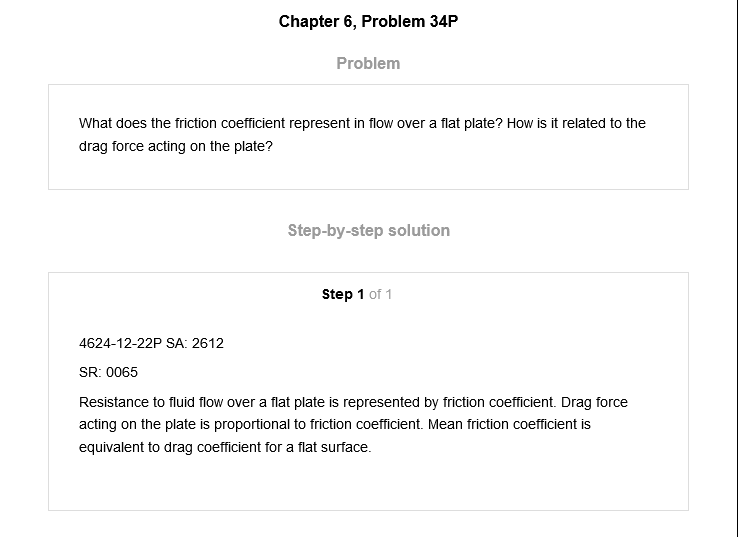 Chapter 6, Problem 34P
Problem
What does the friction coefficient represent in flow over a flat plate? How is it related to the
drag force acting on the plate?
Step-by-step solution
Step 1 of 1
4624-12-22P SA: 2612
SR: 0065
Resistance to fluid flow over a flat plate is represented by friction coefficient. Drag force
acting on the plate is proportional to friction coefficient. Mean friction coefficient is
equivalent to drag coefficient for a flat surface.